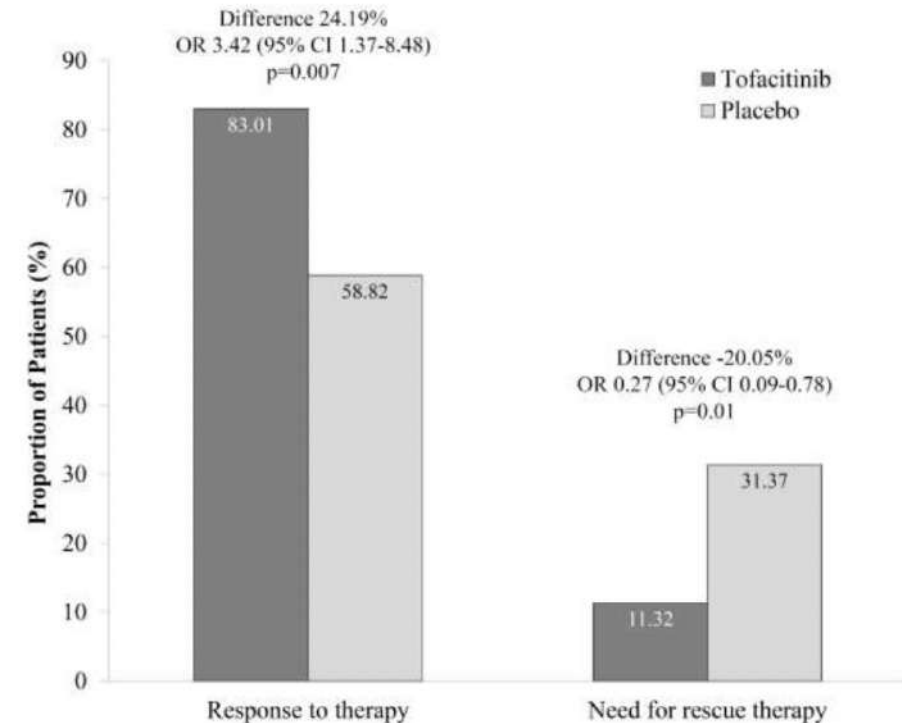 Difference 24.19%
OR 3.42 (95% CI 1.37-8.48)
p=0.007
Tofacitinib
Placebo
Proportion of Patients (%)
90
80
70
60
50
40
30
20
10
0
83.01
58.82
Difference -20.05%
OR 0.27 (95% CI 0.09-0.78)
p=0.01
11.32
31.37
Response to therapy
Need for rescue therapy